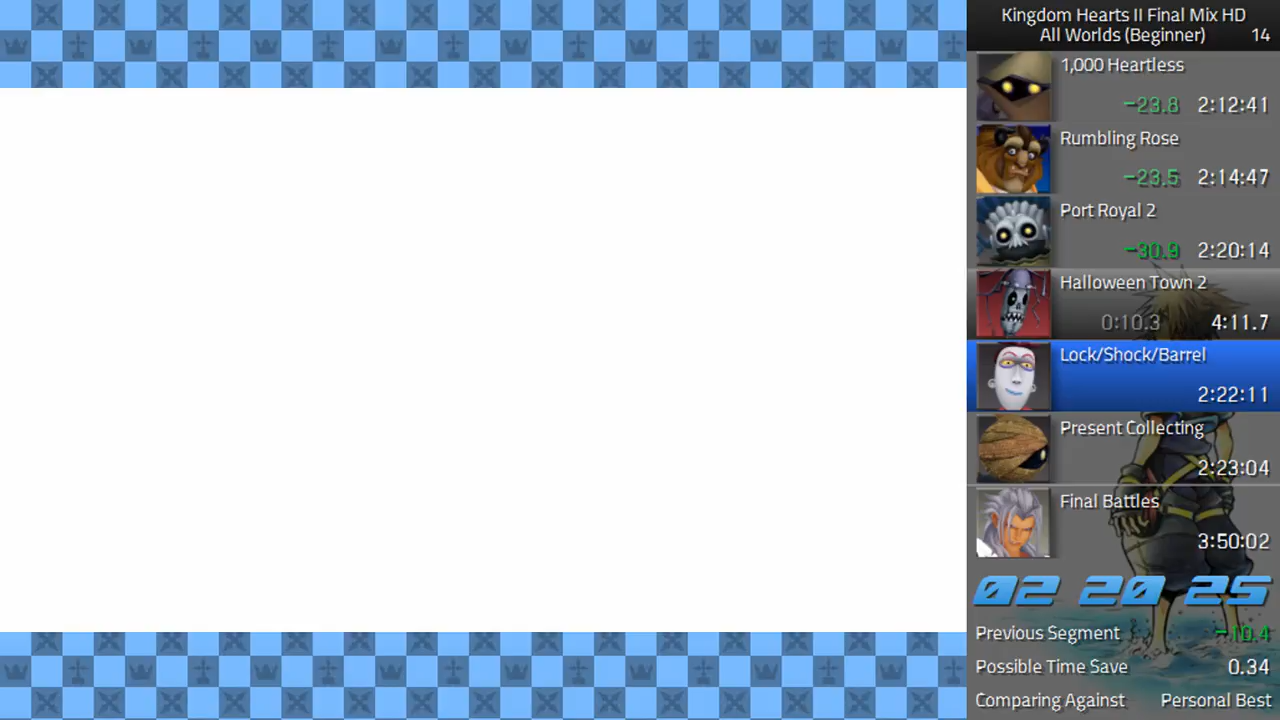 Kingdom Hearts II Final Mix HD
All Worlds (Beginner) 14
1,000 Heartless
-23.8 2:12:41
Rumbling Rose
-23.5 2:14:47
Port Royal 2
-30.9 2:20:14
Halloween Town 2
0:10.3 4:11.7
Lock/Shock/Barrel
2:22:11
Present Collecting
2:23:04
Final Battles
3:50:02
02 20 25
Previous Segment -10.4
Possible Time Save 0.34
Comparing Against Personal Best